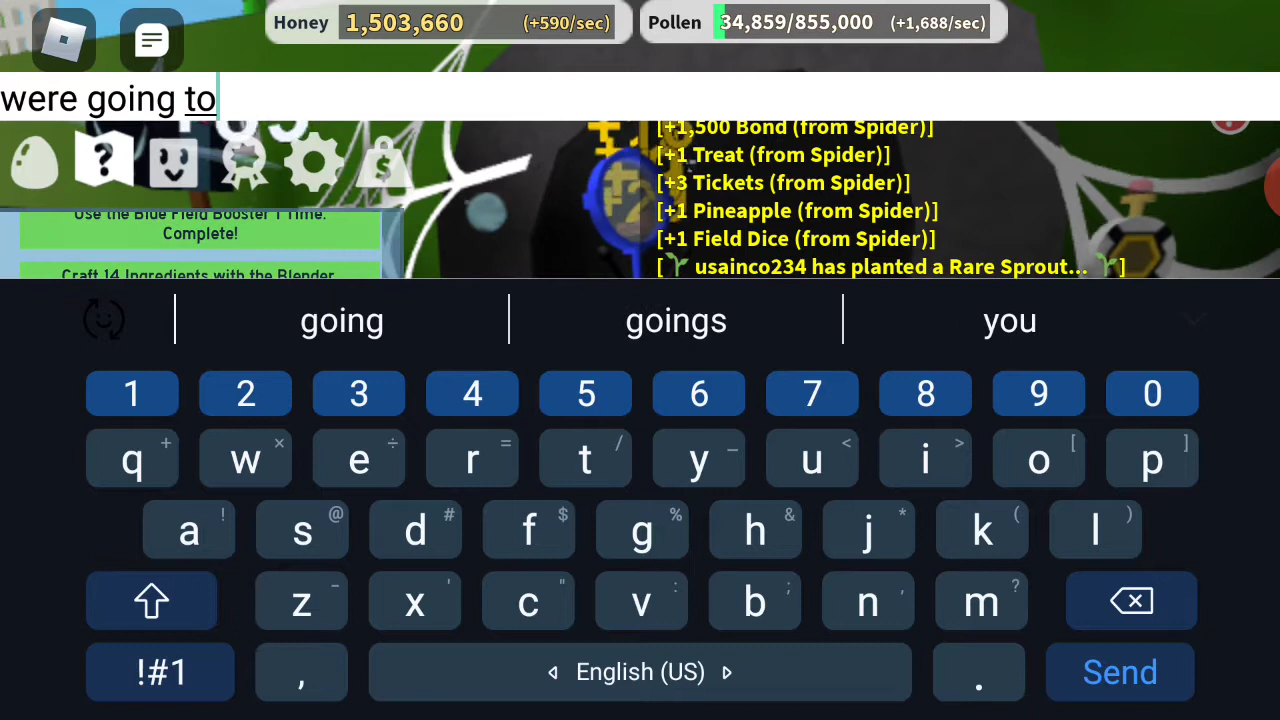 Honey 1,503,660 (+590/sec) Pollen 34,859/855,000 (+1,688/sec)
were going to
[+1,500 Bond (from Spider)]
[+1 Treat (from Spider)]
[+3 Tickets (from Spider)]
[+1 Pineapple (from Spider)]
[+1 Field Dice (from Spider)]
[🌱 usainco234 has planted a Rare Sprout... 🌱]
Use the Blue Field Booster 1 Time.
Complete!
Craft 14 Ingredients with the Blender
going goings you
1 2 3 4 5 6 7 8 9 0
q + w × e ÷ r = t / y _ u < i > o [ p ]
a ! s @ d # f $ g % h & j * k ( l )
z - x ' c " v : b ; n , m ?
!#1 , English (US) . Send